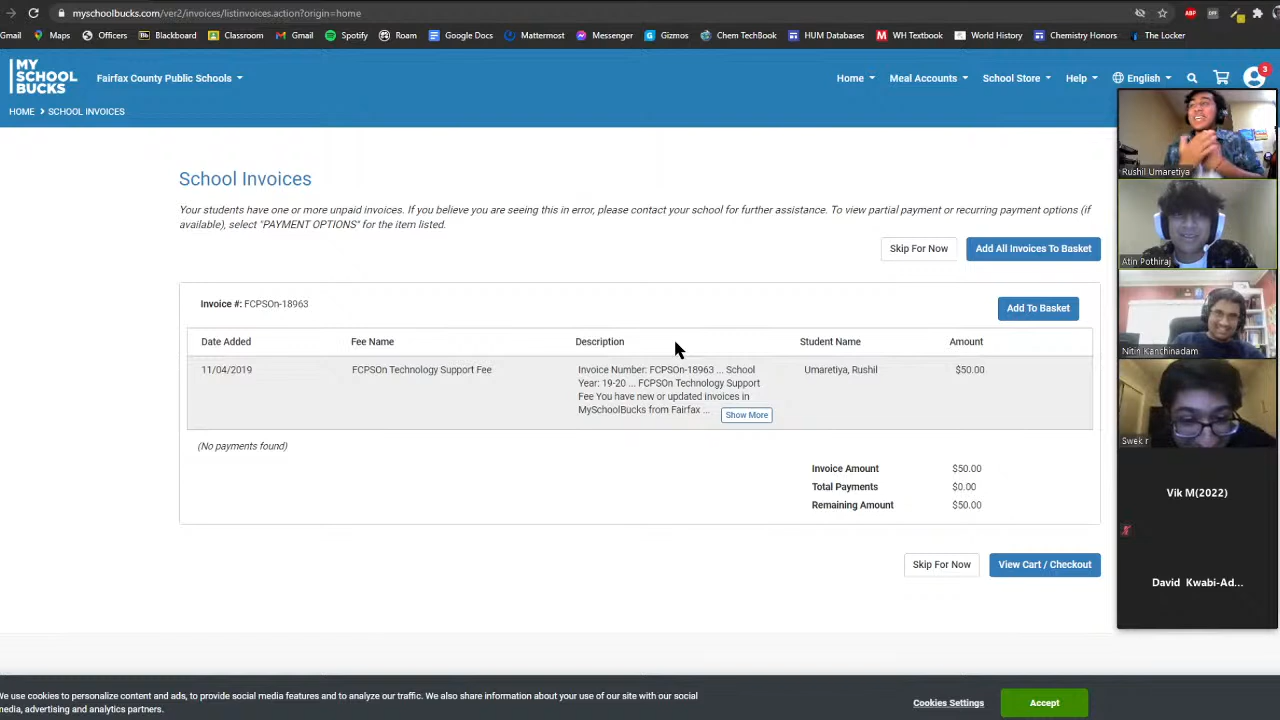 myschoolbucks.com/ver2/invoices/listinvoices.action?origin=home
ABP
OFF
Gmail
Maps
Officers
Blackboard
Classroom
Gmail
Spotify
Roam
Google Docs
Mattermost
Messenger
Gizmos
Chem TechBook
HUM Databases
WH Textbook
World History
Chemistry Honors
The Locker
MY
SCHOOL
BUCKS
Fairfax County Public Schools
Home
Meal Accounts
School Store
Help
English
3
HOME > SCHOOL INVOICES
School Invoices
Your students have one or more unpaid invoices. If you believe you are seeing this in error, please contact your school for further assistance. To view partial payment or recurring payment options (if
available), select "PAYMENT OPTIONS" for the item listed.
Skip For Now
Add All Invoices To Basket
Invoice #: FCPSOn-18963
Add To Basket
Date Added
Fee Name
Description
Student Name
Amount
11/04/2019
FCPSOn Technology Support Fee
Invoice Number: FCPSOn-18963 ... School
Year: 19-20 ... FCPSOn Technology Support
Fee You have new or updated invoices in
MySchoolBucks from Fairfax ...
Show More
Umaretiya, Rushil
$50.00
(No payments found)
Invoice Amount $50.00
Total Payments $0.00
Remaining Amount $50.00
Skip For Now
View Cart / Checkout
Rushil Umaretiya
Atin Pothiraj
Nitin Kanchinadam
Swek r
Vik M(2022)
David Kwabi-Ad...
We use cookies to personalize content and ads, to provide social media features and to analyze our traffic. We also share information about your use of our site with our social
media, advertising and analytics partners.
Cookies Settings
Accept